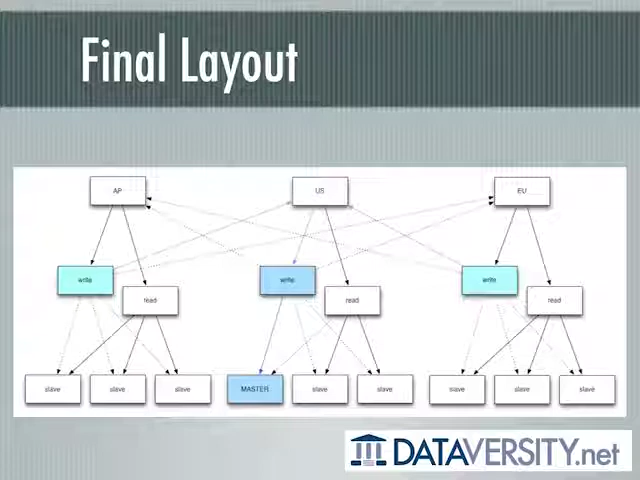 Final Layout
AP US EU
write write write
read read read
slave slave slave MASTER slave slave slave slave slave
DATAVERSITY.net